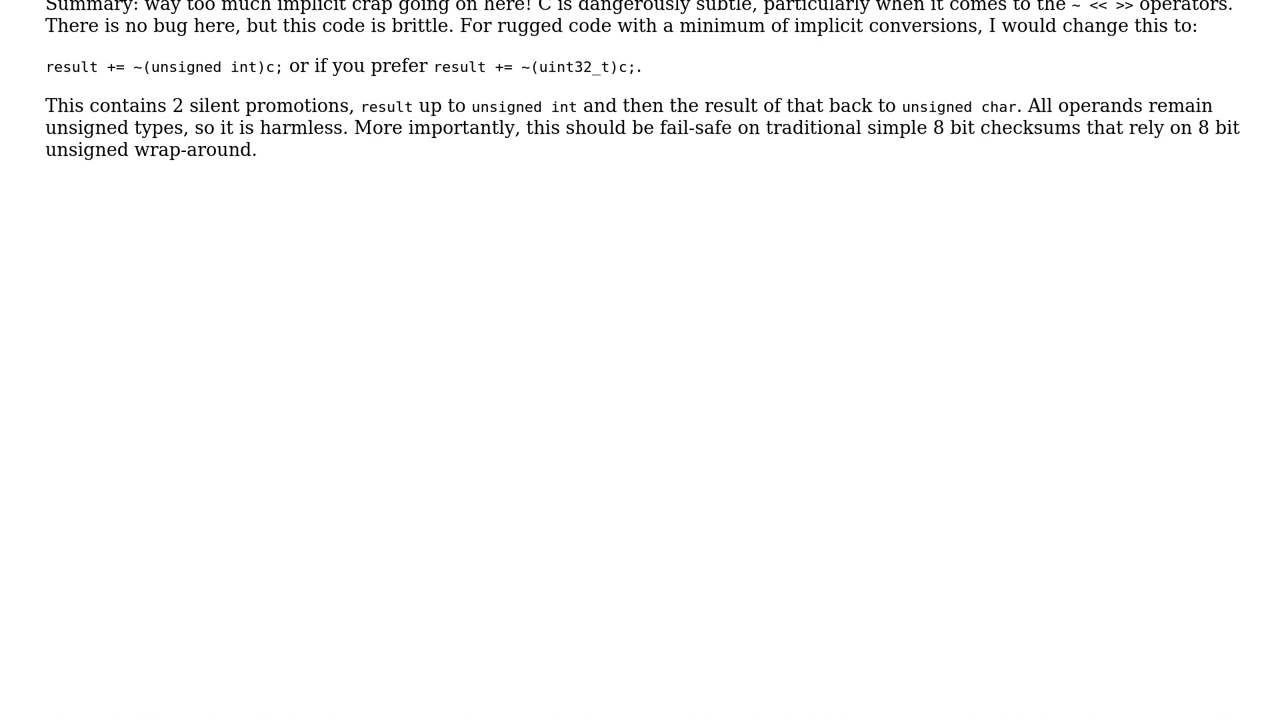 Summary: way too much implicit crap going on here! C is dangerously subtle, particularly when it comes to the ~ << >> operators.
There is no bug here, but this code is brittle. For rugged code with a minimum of implicit conversions, I would change this to:
result += ~(unsigned int)c; or if you prefer result += ~(uint32_t)c;.
This contains 2 silent promotions, result up to unsigned int and then the result of that back to unsigned char. All operands remain
unsigned types, so it is harmless. More importantly, this should be fail-safe on traditional simple 8 bit checksums that rely on 8 bit
unsigned wrap-around.